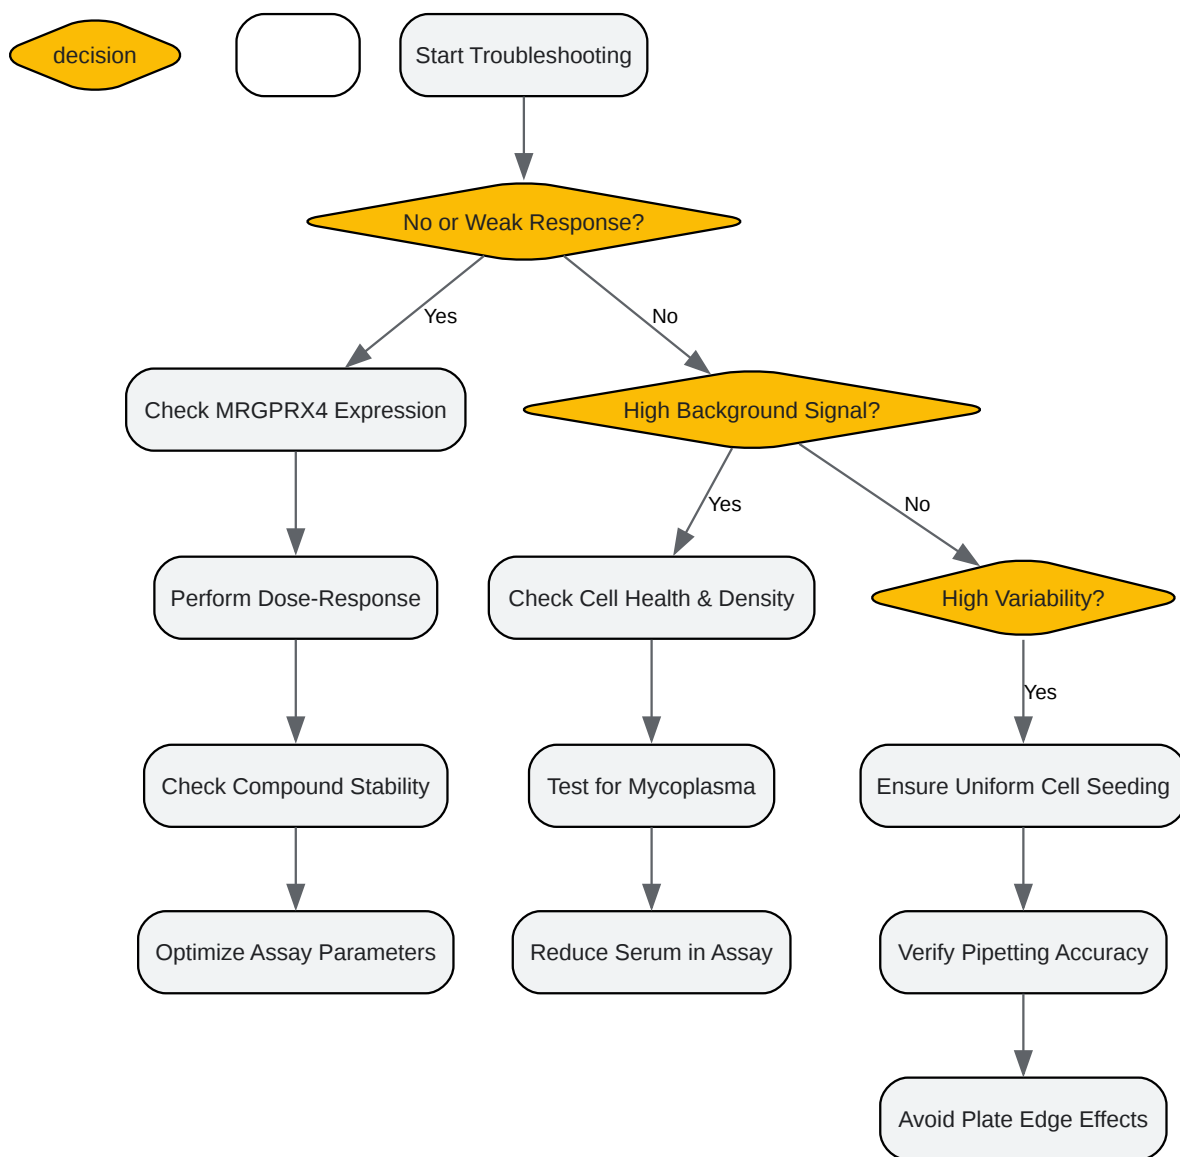 decision
Start Troubleshooting
No or Weak Response?
Yes
No
Check MRGPRX4 Expression
High Background Signal?
Yes
No
Perform Dose-Response
Check Cell Health & Density
High Variability?
Yes
Check Compound Stability
Test for Mycoplasma
Ensure Uniform Cell Seeding
Optimize Assay Parameters
Reduce Serum in Assay
Verify Pipetting Accuracy
Avoid Plate Edge Effects